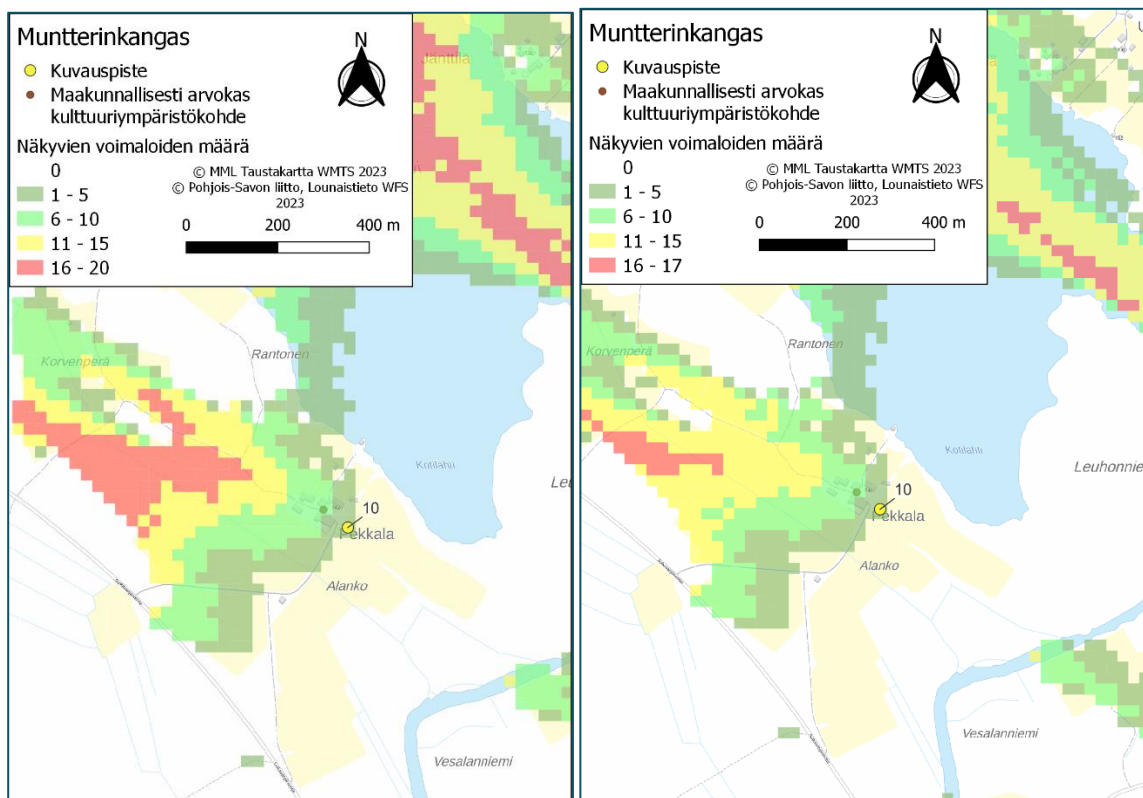 Muntterinkangas
N
Kuvauspiste
Maakunnallisesti arvokas
kulttuuriympäristökohde
Näkyvien voimaloiden määrä
0
© MML Taustakartta WMTS 2023
© Pohjois-Savon liitto, Lounaistieto WFS
2023
1 - 5
6 - 10
11 - 15
16 - 20
0 200 400 m
Jänttilä
Rantonen
Korvenperä
Kotilahti
10
Pekkala
Alanko
Vesalanniemi
Muntterinkangas
N
Kuvauspiste
Maakunnallisesti arvokas
kulttuuriympäristökohde
Näkyvien voimaloiden määrä
0
© MML Taustakartta WMTS 2023
© Pohjois-Savon liitto, Lounaistieto WFS
2023
1 - 5
6 - 10
11 - 15
16 - 17
0 200 400 m
Rantonen
Korvenperä
Kotilahti
Leuhonnie
10
Pekkala
Alanko
Vesalanniemi